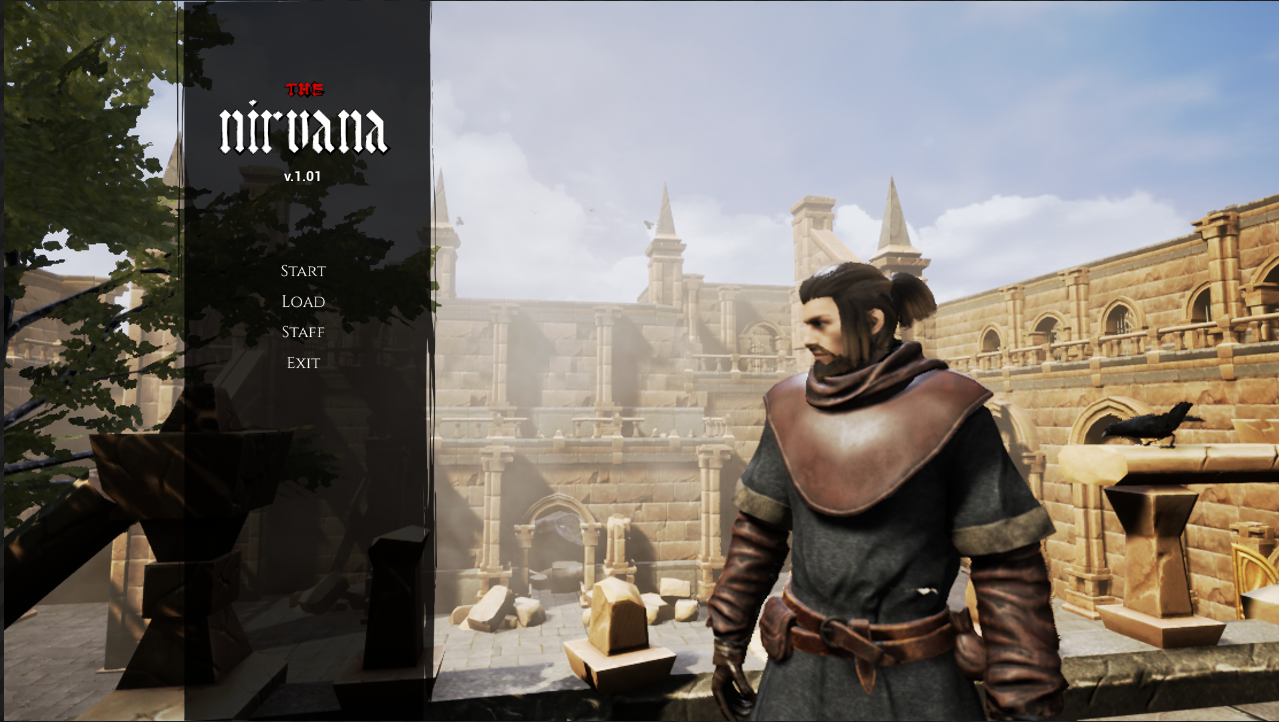 THE
nirvana
v.1.01
START
LOAD
STAFF
EXIT